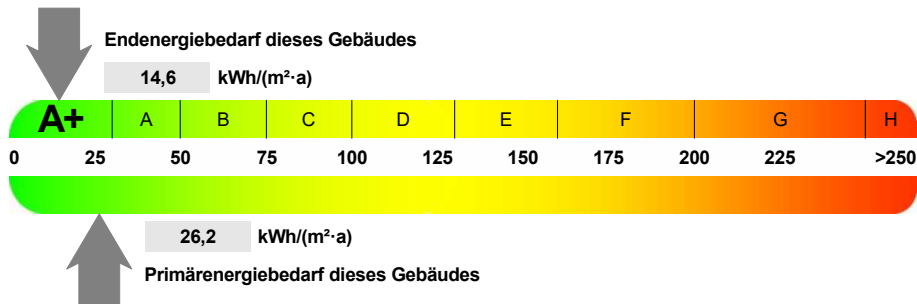 Endenergiebedarf dieses Gebäudes
14,6 kWh/(m²·a)
A+ A B C D E F G H
0 25 50 75 100 125 150 175 200 225 >250
26,2 kWh/(m²·a)
Primärenergiebedarf dieses Gebäudes